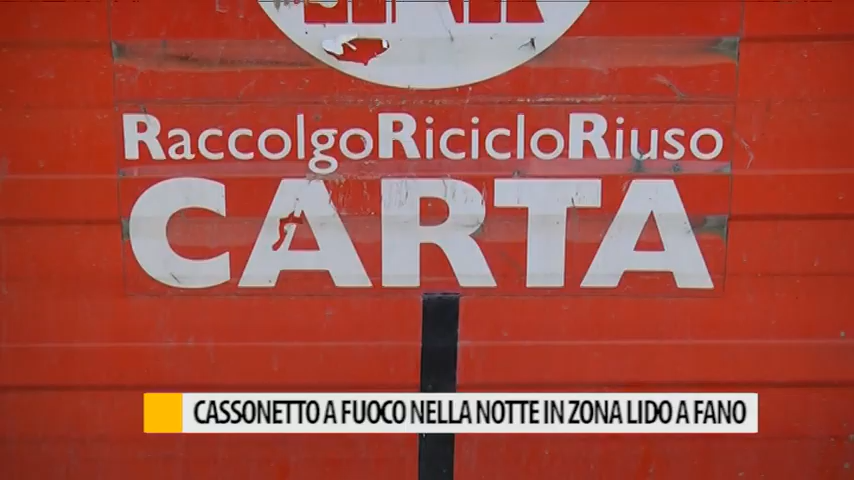 RaccolgoRicicloRiuso
CARTA
CASSONETTO A FUOCO NELLA NOTTE IN ZONA LIDO A FANO